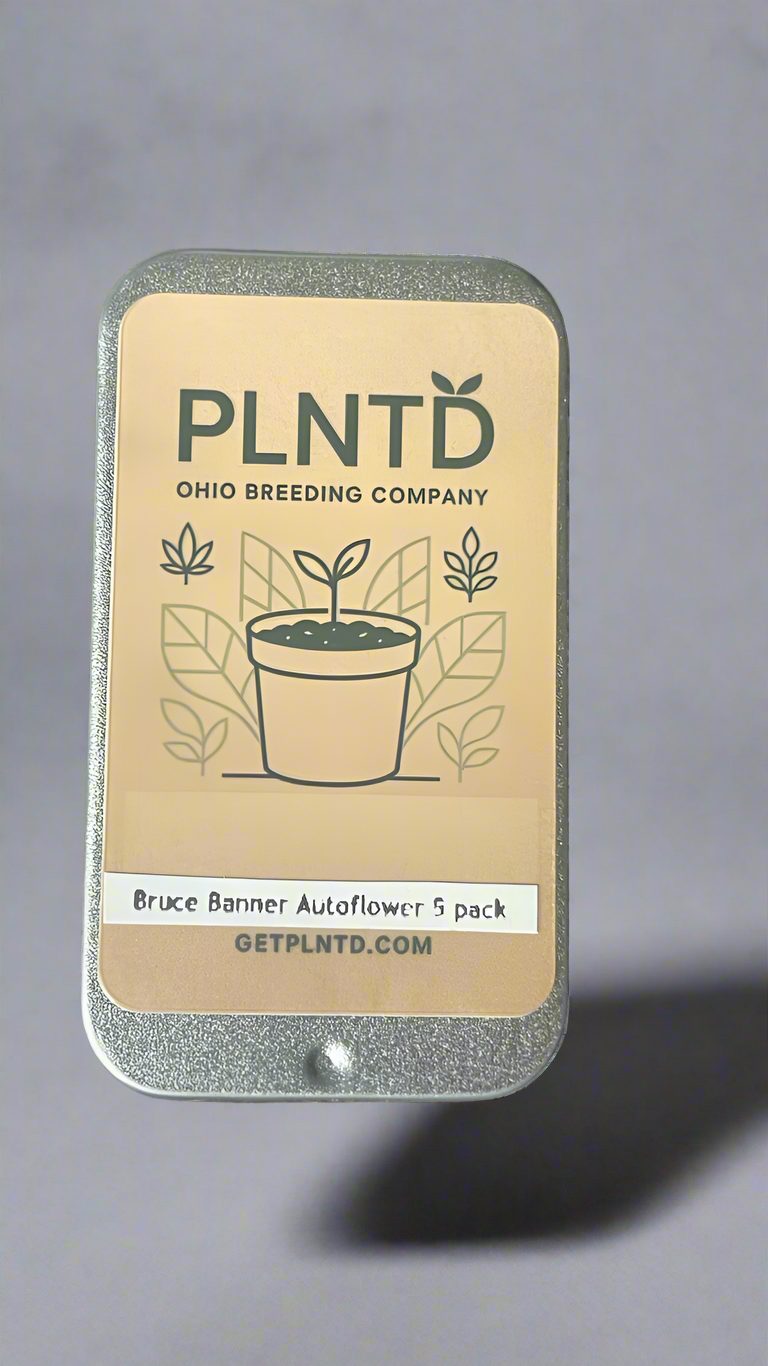 PLNTD
OHIO BREEDING COMPANY
Bruce Banner Autoflower 5 pack
GETPLNTD.COM